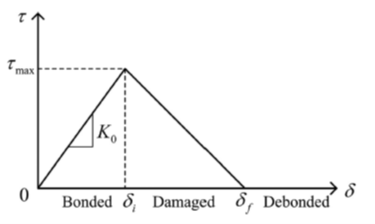 τ
τmax
K0
0 Bonded δi Damaged δf Debonded δ